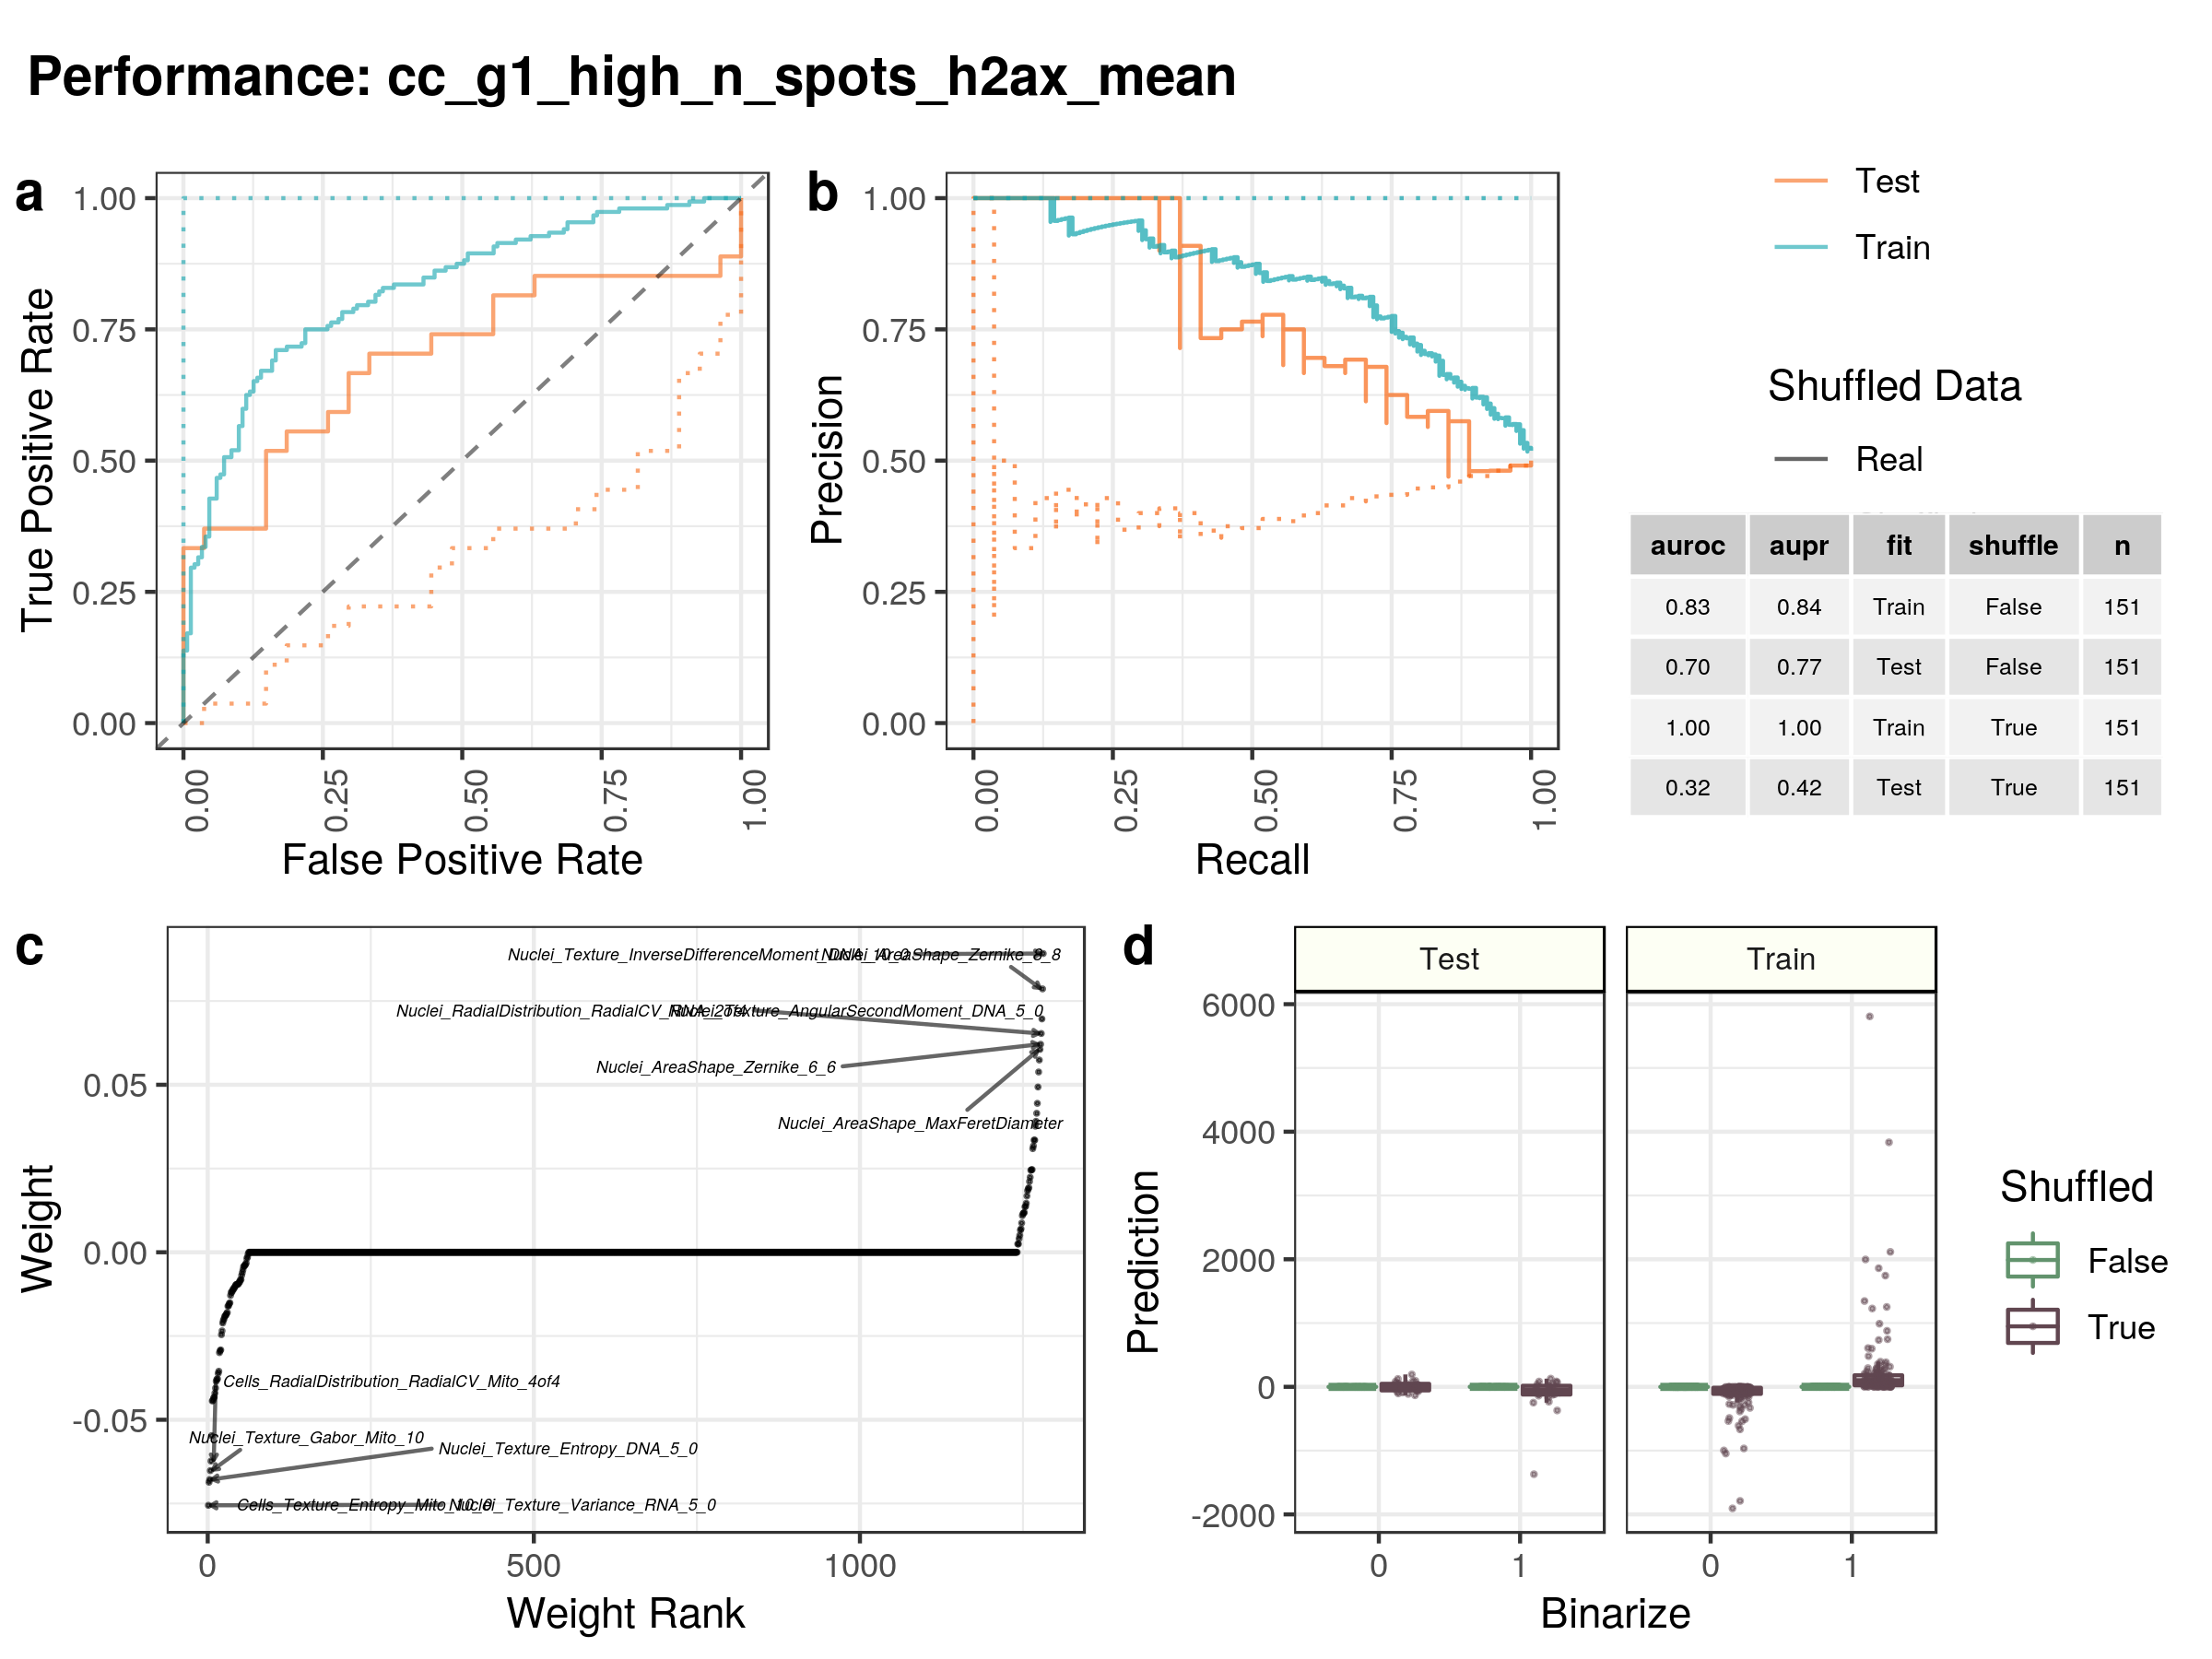 Performance: cc_g1_high_n_spots_h2ax_mean
a
1.00
0.75
0.50
0.25
0.00
True Positive Rate
0.00
0.25
0.50
0.75
1.00
False Positive Rate
b
1.00
0.75
0.50
0.25
0.00
Precision
0.00
0.25
0.50
0.75
1.00
Recall
Test
Train
Shuffled Data
Real
auroc aupr fit shuffle n
0.83 0.84 Train False 151
0.70 0.77 Test False 151
1.00 1.00 Train True 151
0.32 0.42 Test True 151
c
Nuclei_Texture_InverseDifferenceMoment_DNA_10_0
Nuclei_AreaShape_Zernike_8_8
Nuclei_RadialDistribution_RadialCV_RNA_2of4
Nuclei_Texture_AngularSecondMoment_DNA_5_0
Nuclei_AreaShape_Zernike_6_6
Nuclei_AreaShape_MaxFeretDiameter
0.05
0.00
-0.05
Weight
Cells_RadialDistribution_RadialCV_Mito_4of4
Nuclei_Texture_Gabor_Mito_10
Nuclei_Texture_Entropy_DNA_5_0
Cells_Texture_Entropy_Mito_10_0
Nuclei_Texture_Variance_RNA_5_0
0
500
1000
Weight Rank
d
Test
Train
6000
4000
2000
0
-2000
Prediction
0
1
0
1
Binarize
Shuffled
False
True